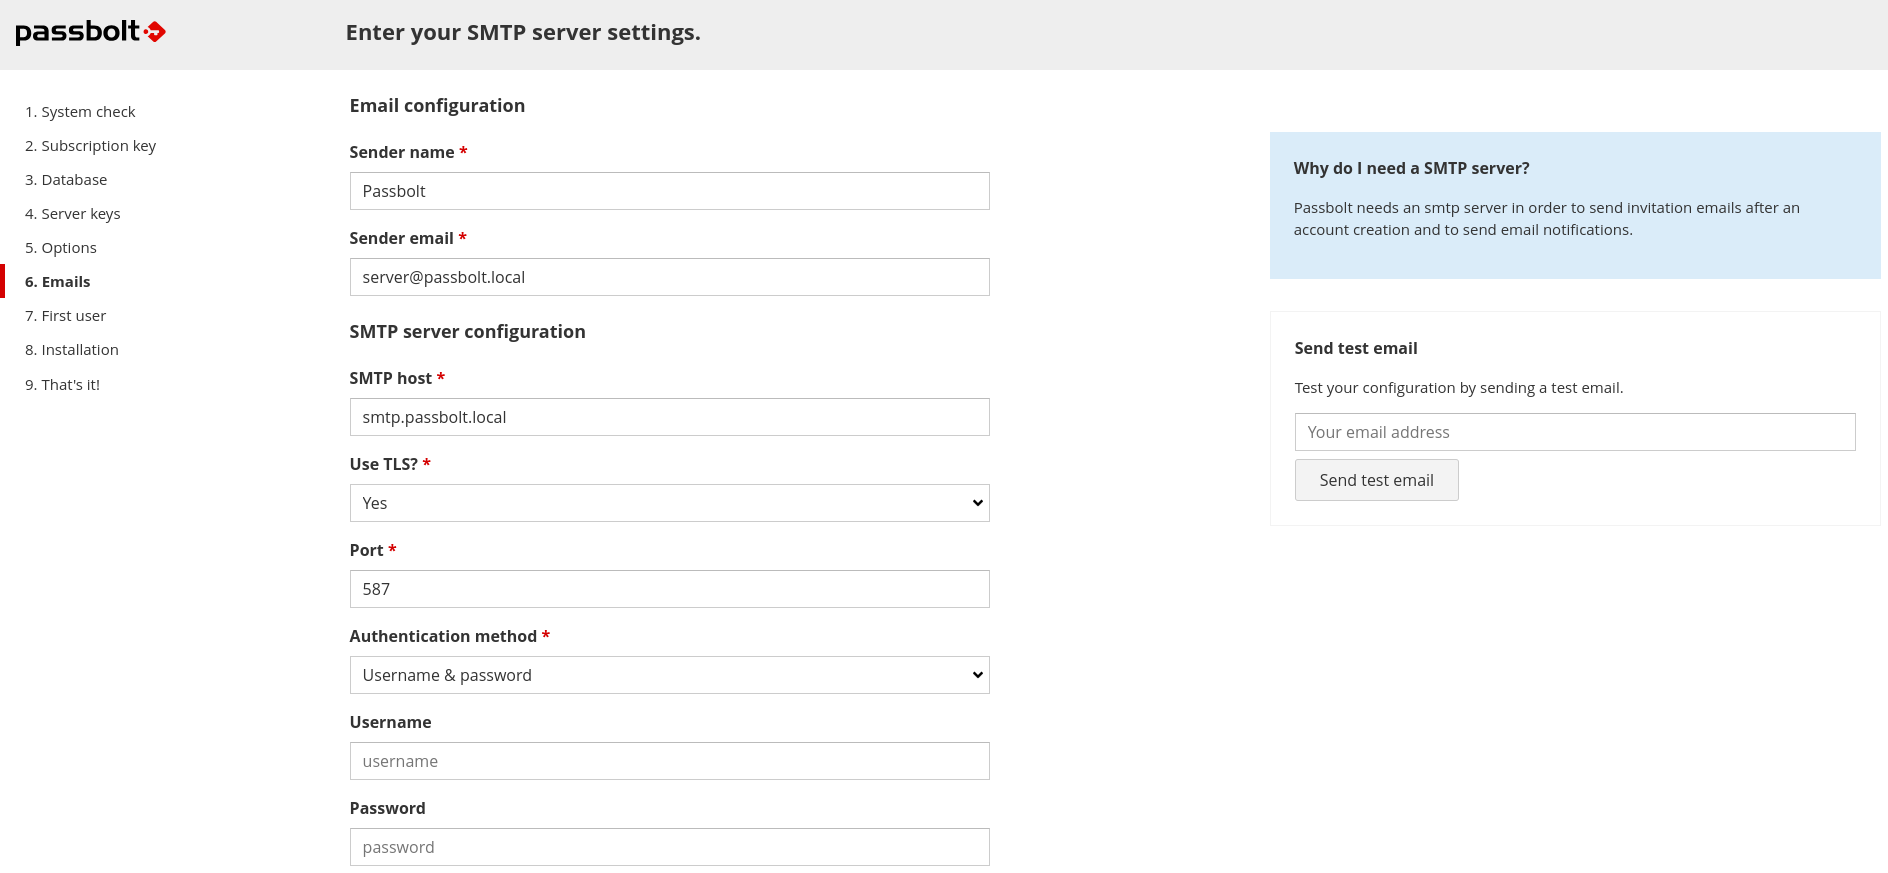 passbolt
Enter your SMTP server settings.
1. System check
2. Subscription key
3. Database
4. Server keys
5. Options
6. Emails
7. First user
8. Installation
9. That's it!
Email configuration
Sender name *
Passbolt
Sender email *
server@passbolt.local
SMTP server configuration
SMTP host *
smtp.passbolt.local
Use TLS? *
Yes
Port *
587
Authentication method *
Username & password
Username
username
Password
password
Why do I need a SMTP server?
Passbolt needs an smtp server in order to send invitation emails after an
account creation and to send email notifications.
Send test email
Test your configuration by sending a test email.
Your email address
Send test email